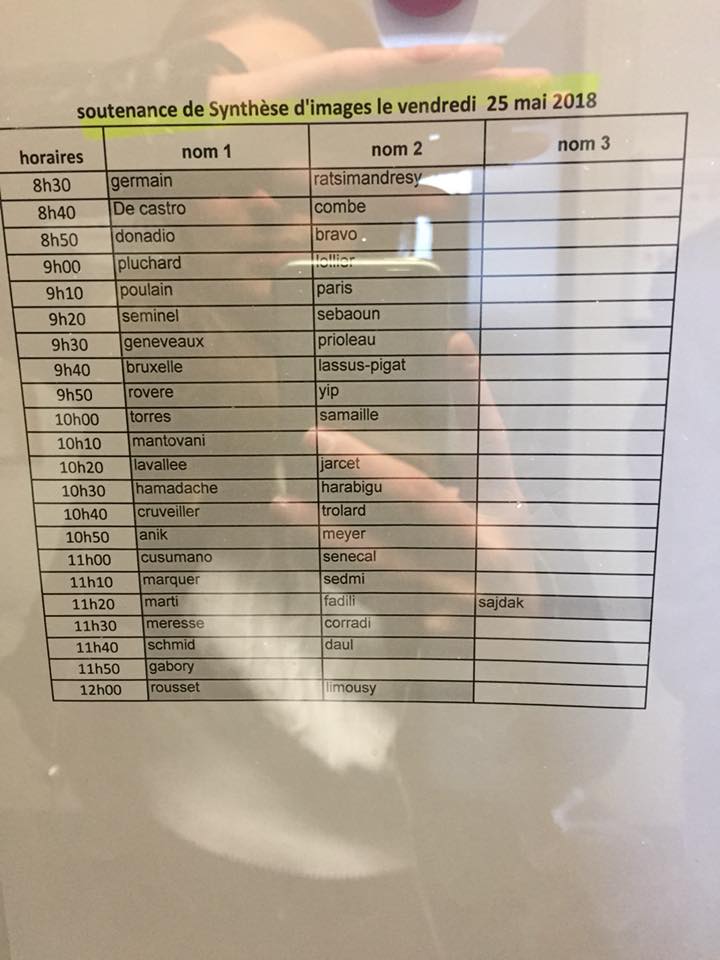 soutenance de Synthèse d'images le vendredi 25 mai 2018
horaires nom 1 nom 2 nom 3
8h30 germain ratsimandresy
8h40 De castro combe
8h50 donadio bravo
9h00 pluchard lollier
9h10 poulain paris
9h20 seminel sebaoun
9h30 geneveaux prioleau
9h40 bruxelle lassus-pigat
9h50 rovere yip
10h00 torres samaille
10h10 mantovani
10h20 lavallee jarcet
10h30 hamadache harabigu
10h40 cruveiller trolard
10h50 anik meyer
11h00 cusumano senecal
11h10 marquer sedmi
11h20 marti fadili sajdak
11h30 meresse corradi
11h40 schmid daul
11h50 gabory
12h00 rousset limousy